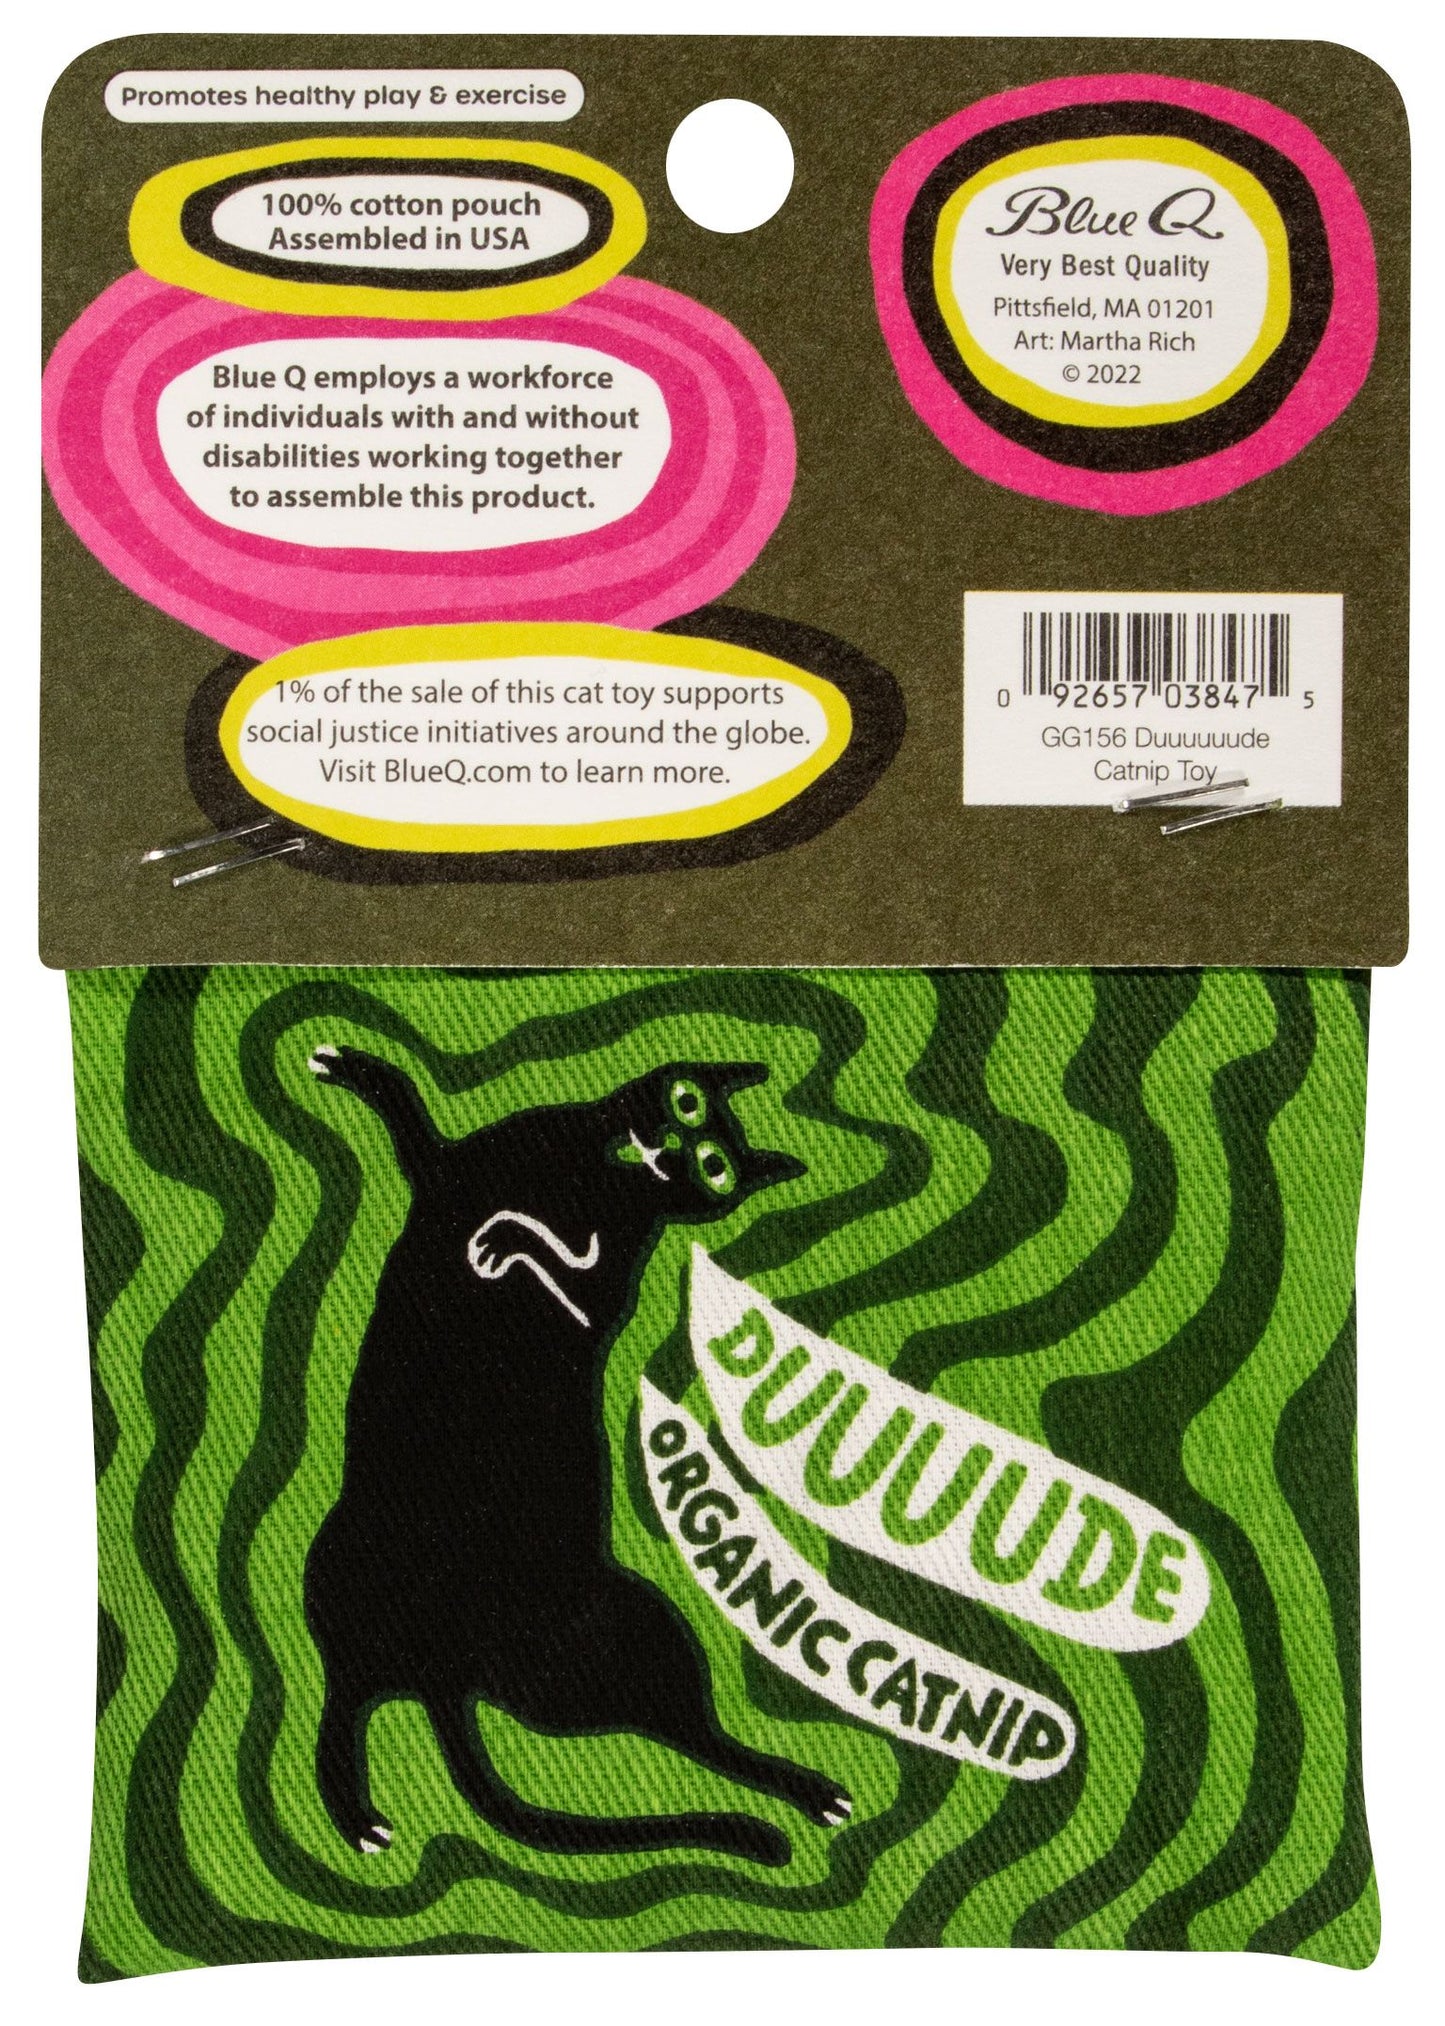 Promotes healthy play & exercise
100% cotton pouch
Assembled in USA
Blue Q employs a workforce
of individuals with and without
disabilities working together
to assemble this product.
1% of the sale of this cat toy supports
social justice initiatives around the globe.
Visit BlueQ.com to learn more.
Blue Q
Very Best Quality
Pittsfield, MA 01201
Art: Martha Rich
© 2022
0 92657 03847 5
GG156 Duuuuuude
Catnip Toy
DUUUUDE
ORGANIC CATNIP